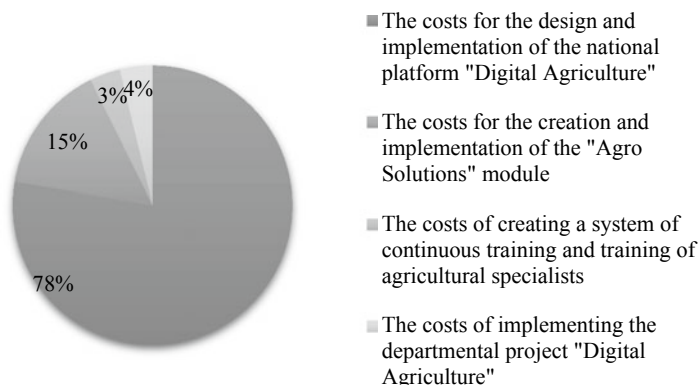 3%
4%
15%
78%
The costs for the design and
implementation of the national
platform "Digital Agriculture"
The costs for the creation and
implementation of the "Agro
Solutions" module
The costs of creating a system of
continuous training and training of
agricultural specialists
The costs of implementing the
departmental project "Digital
Agriculture"